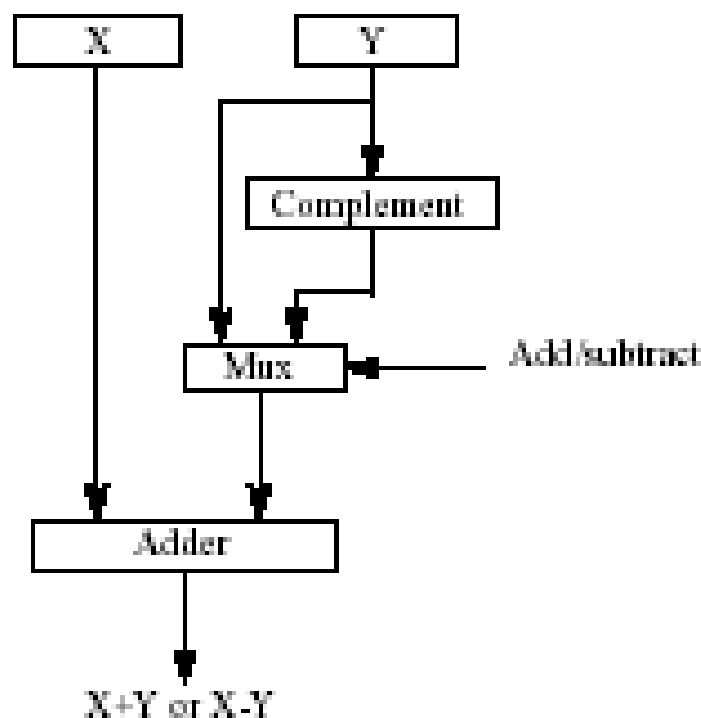 X
Y
Complement
Mux
Add/subtract
Adder
X+Y or X-Y